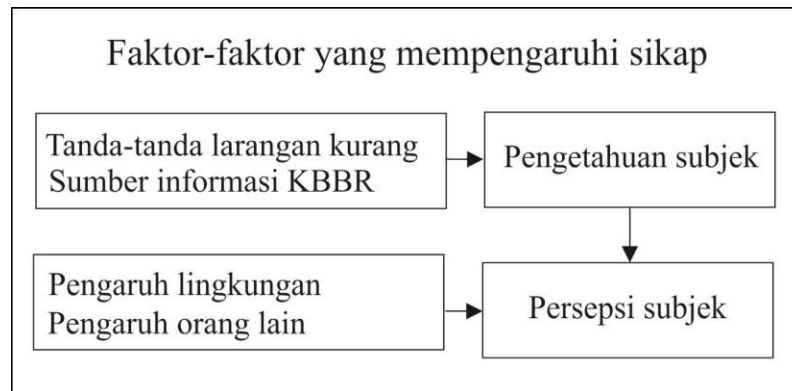 Faktor-faktor yang mempengaruhi sikap
Tanda-tanda larangan kurang
Sumber informasi KBBR
Pengetahuan subjek
Pengaruh lingkungan
Pengaruh orang lain
Persepsi subjek